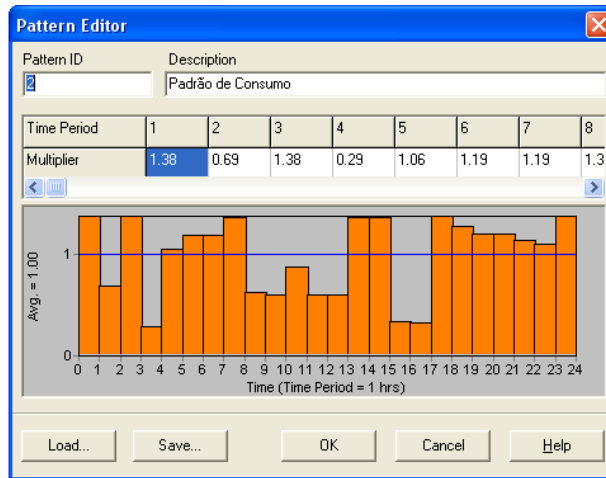 Pattern Editor
Pattern ID Description
2 Padrão de Consumo
Time Period 1 2 3 4 5 6 7 8
Multiplier 1.38 0.69 1.38 0.29 1.06 1.19 1.19 1.3
Avg. = 1.00
1
0
0 1 2 3 4 5 6 7 8 9 10 11 12 13 14 15 16 17 18 19 20 21 22 23 24
Time (Time Period = 1 hrs)
Load... Save... OK Cancel Help